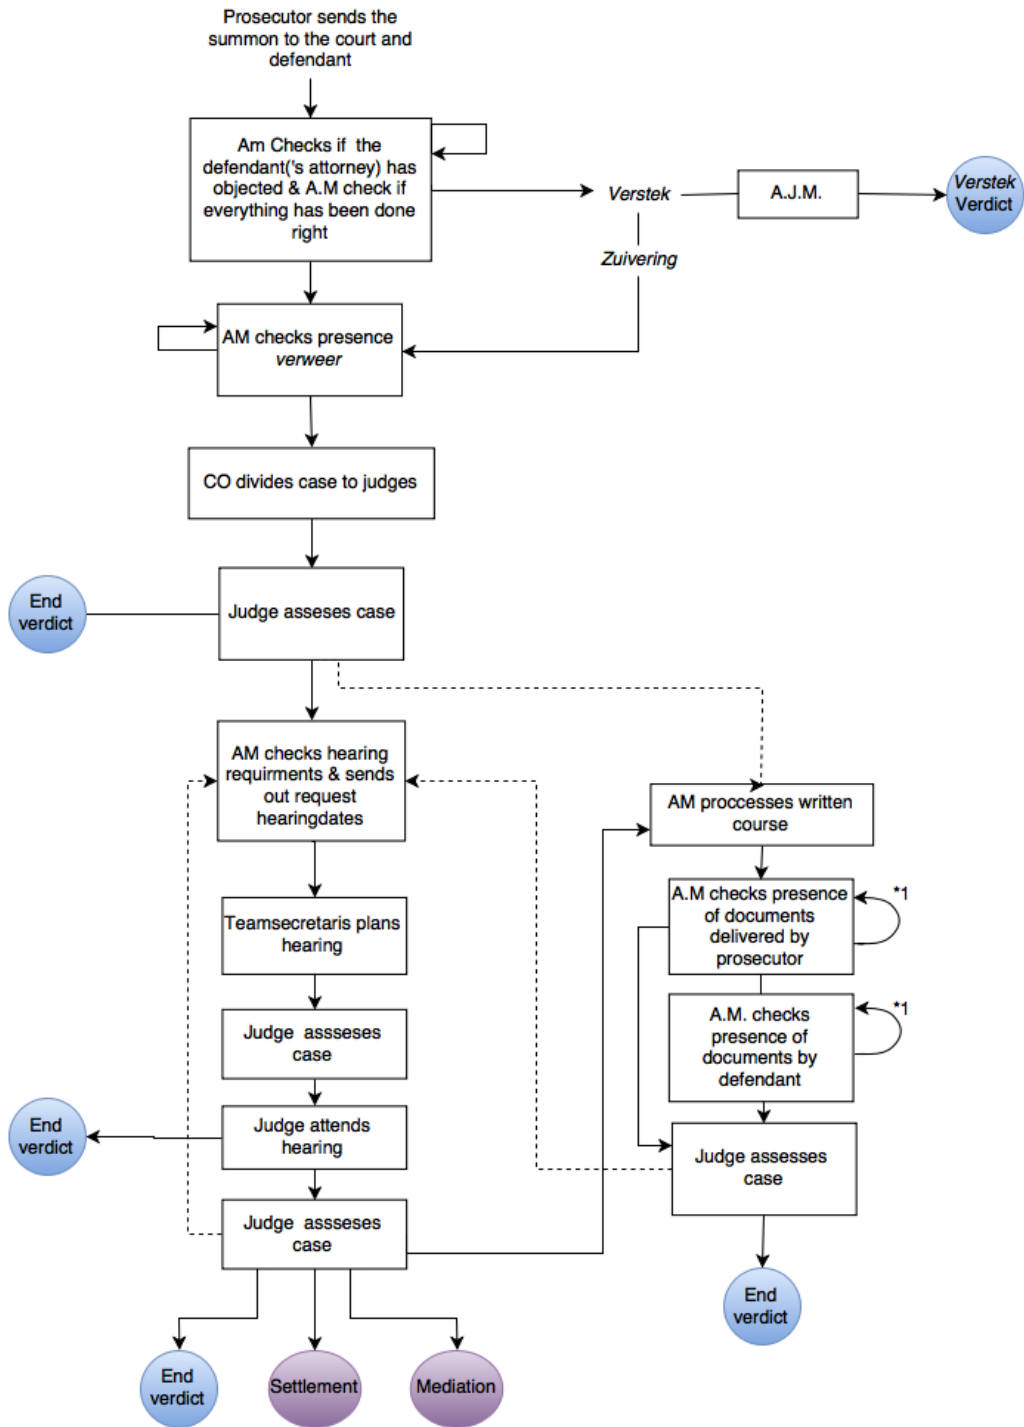 Prosecutor sends the
summon to the court and
defendant
Am Checks if the
defendant('s attorney) has
objected & A.M check if
everything has been done
right
Verstek
A.J.M.
Verstek
Verdict
Zuivering
AM checks presence
verweer
CO divides case to judges
End
verdict
Judge asseses case
AM checks hearing
requirments & sends
out request
hearingdates
AM proccesses written
course
Teamsecretaris plans
hearing
A.M checks presence
of documents
delivered by
prosecutor
*1
Judge assseses
case
A.M. checks
presence of
documents by
defendant
*1
End
verdict
Judge attends
hearing
Judge assesses
case
Judge assseses
case
End
verdict
End
verdict
Settlement
Mediation